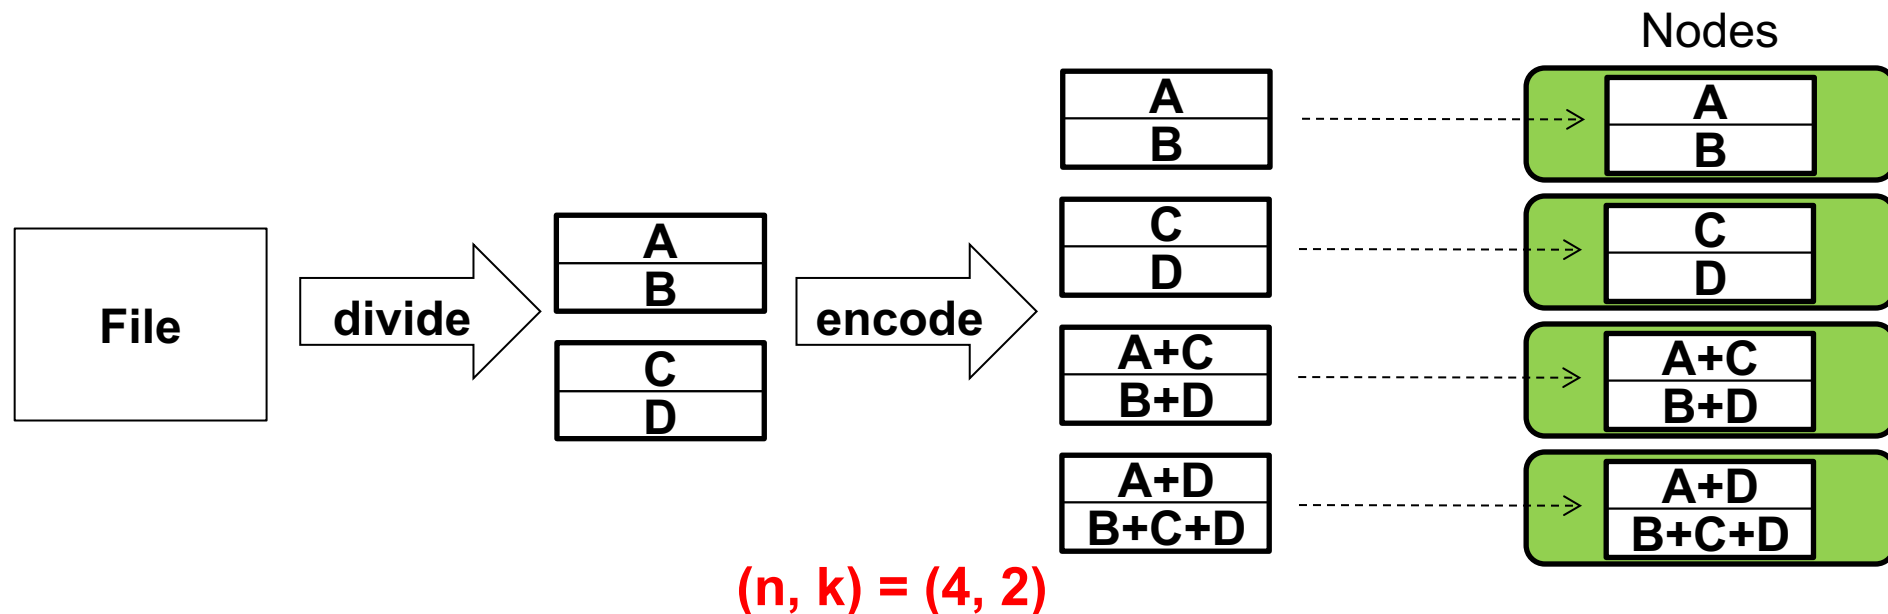 File
divide
A
B
C
D
encode
A
B
C
D
A+C
B+D
A+D
B+C+D
Nodes
A
B
C
D
A+C
B+D
A+D
B+C+D
(n, k) = (4, 2)